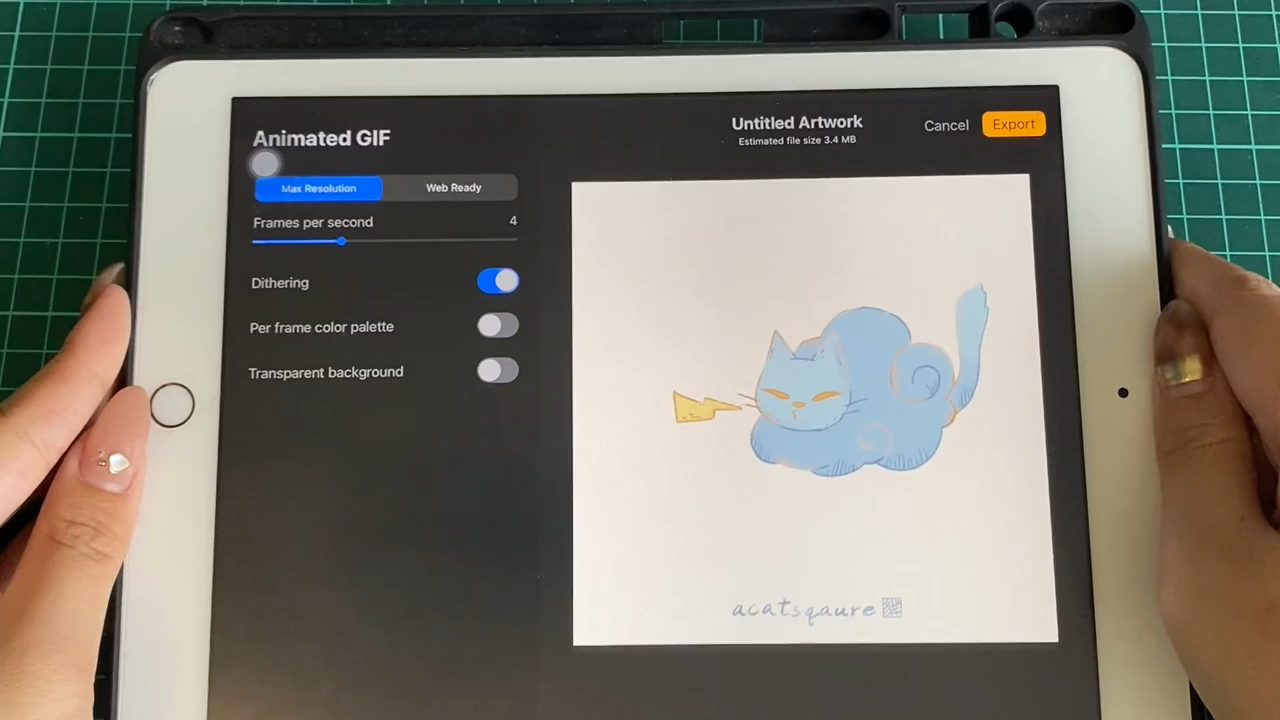 Animated GIF
Untitled Artwork
Estimated file size 3.4 MB
Cancel
Export
Max Resolution
Web Ready
Frames per second
4
Dithering
Per frame color palette
Transparent background
acatsqaure